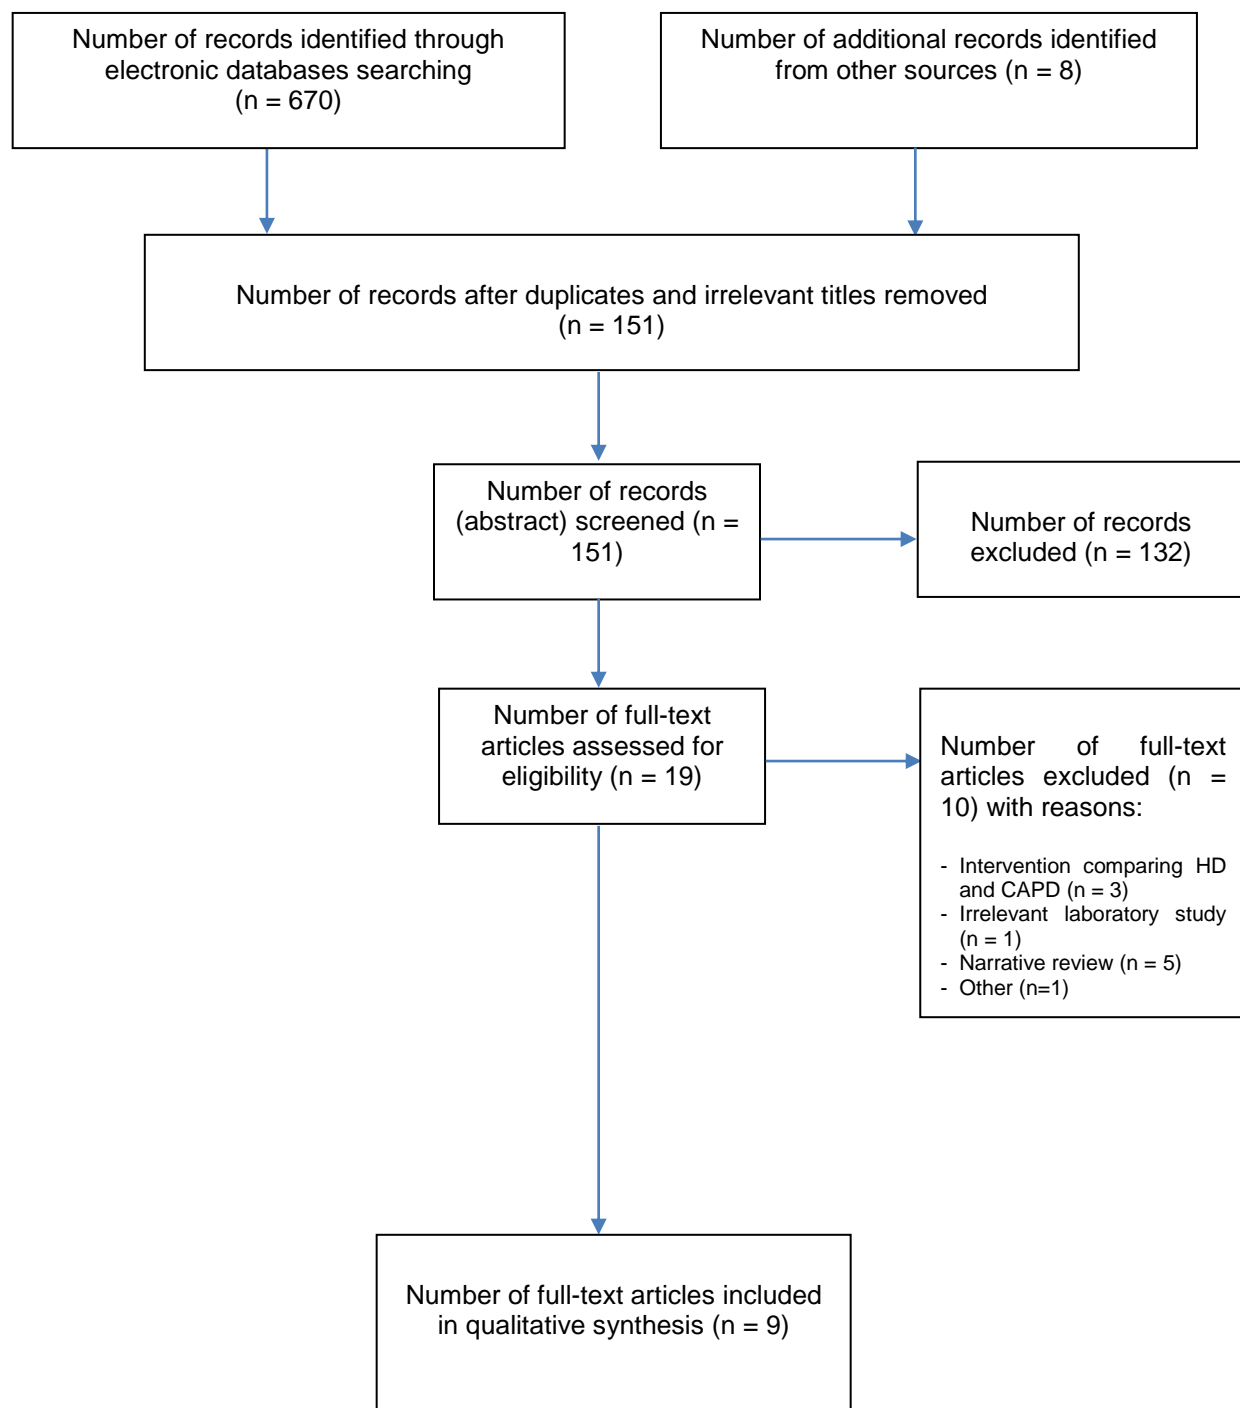 Number of records identified through
electronic databases searching
(n = 670)
Number of additional records identified
from other sources (n = 8)
Number of records after duplicates and irrelevant titles removed
(n = 151)
Number of records
(abstract) screened (n =
151)
Number of records
excluded (n = 132)
Number of full-text
articles assessed for
eligibility (n = 19)
Number of full-text
articles excluded (n =
10) with reasons:
- Intervention comparing HD
and CAPD (n = 3)
- Irrelevant laboratory study
(n = 1)
- Narrative review (n = 5)
- Other (n=1)
Number of full-text articles included
in qualitative synthesis (n = 9)